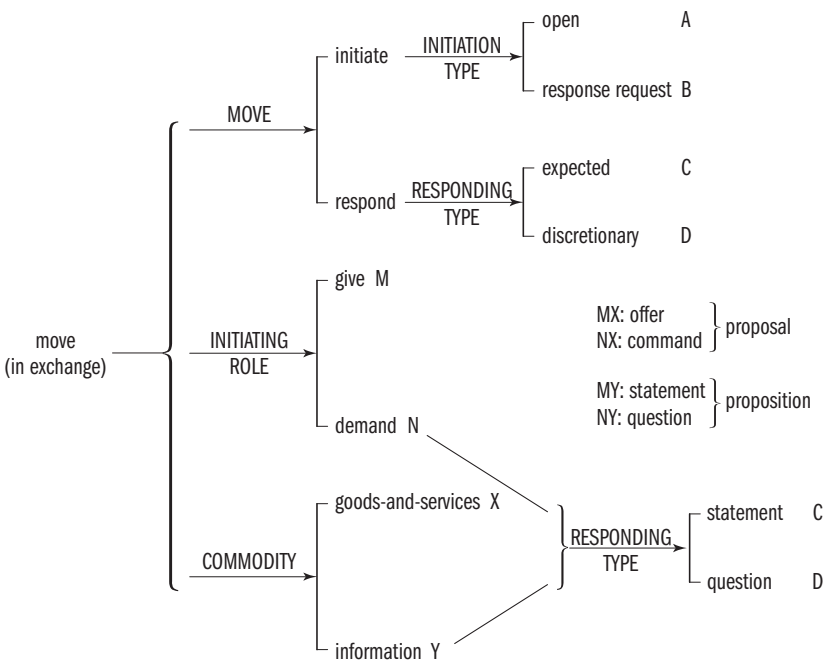 open A
INITIATION
TYPE
initiate
response request B
MOVE
expected C
respond
RESPONDING
TYPE
discretionary D
give M
MX: offer
NX: command
proposal
move
(in exchange)
INITIATING
ROLE
MY: statement
NY: question
proposition
demand N
goods-and-services X
statement C
RESPONDING
TYPE
COMMODITY
question D
information Y